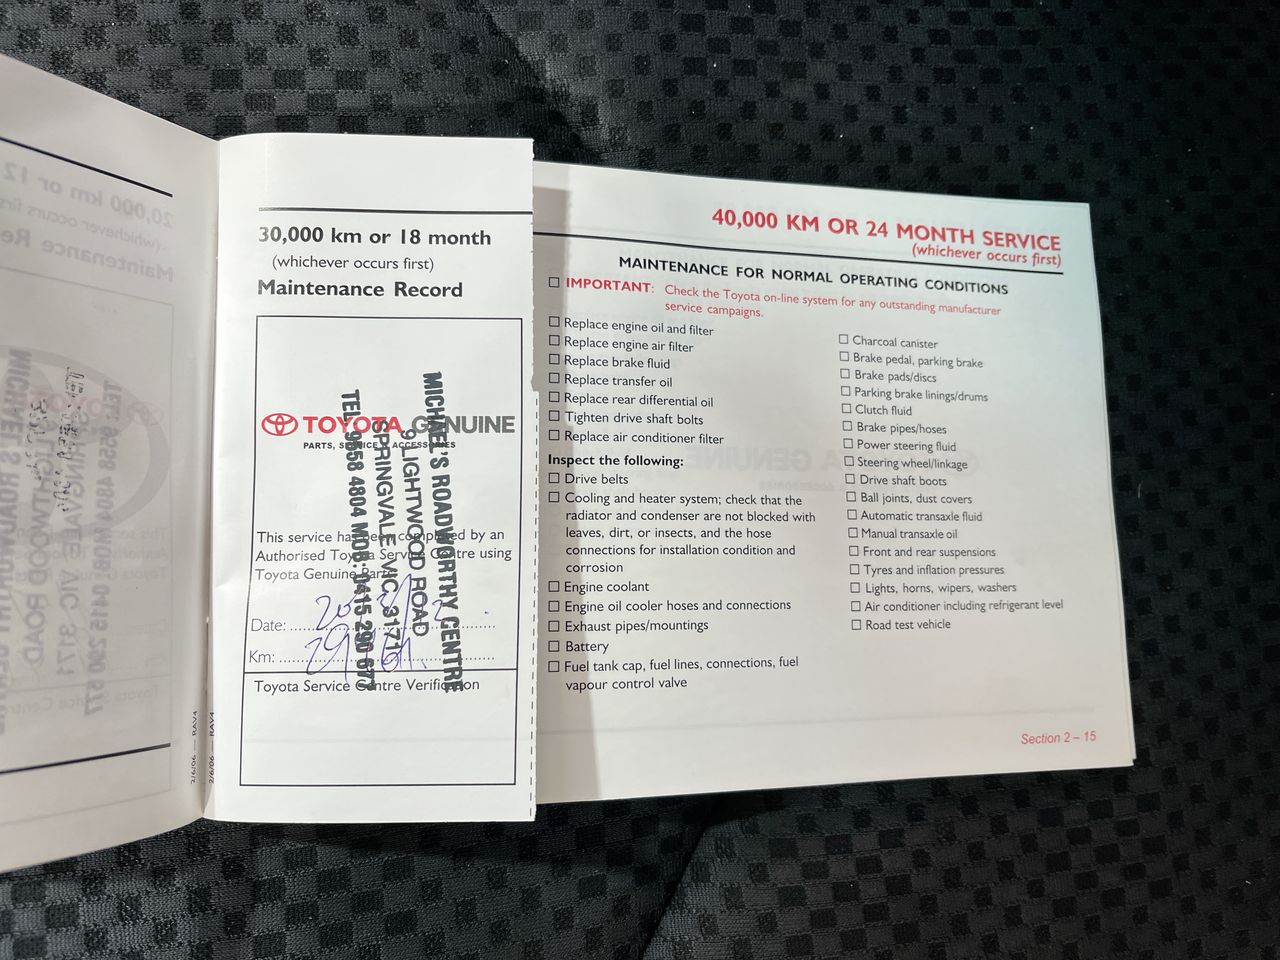 30,000 km or 18 month
(whichever occurs first)
Maintenance Record
TOYOTA GENUINE
PARTS, SERVICE & ACCESSORIES
MICHAEL'S ROADWORTHY CENTRE
9 LIGHTWOOD ROAD
SPRINGVALE VIC 3171
TEL 9558 4804 MOB: 0415 290 677
This service has been completed by an
Authorised Toyota Service Centre using
Toyota Genuine Parts
Date:
Km:
Toyota Service Centre Verification
2/6/06 — RAV4
2/6/06 — RAV4
40,000 KM OR 24 MONTH SERVICE
(whichever occurs first)
MAINTENANCE FOR NORMAL OPERATING CONDITIONS
IMPORTANT: Check the Toyota on-line system for any outstanding manufacturer
service campaigns.
Replace engine oil and filter
Replace engine air filter
Replace brake fluid
Replace transfer oil
Replace rear differential oil
Tighten drive shaft bolts
Replace air conditioner filter
Inspect the following:
Drive belts
Cooling and heater system; check that the
radiator and condenser are not blocked with
leaves, dirt, or insects, and the hose
connections for installation condition and
corrosion
Engine coolant
Engine oil cooler hoses and connections
Exhaust pipes/mountings
Battery
Fuel tank cap, fuel lines, connections, fuel
vapour control valve
Charcoal canister
Brake pedal, parking brake
Brake pads/discs
Parking brake linings/drums
Clutch fluid
Brake pipes/hoses
Power steering fluid
Steering wheel/linkage
Drive shaft boots
Ball joints, dust covers
Automatic transaxle fluid
Manual transaxle oil
Front and rear suspensions
Tyres and inflation pressures
Lights, horns, wipers, washers
Air conditioner including refrigerant level
Road test vehicle
Section 2 – 15